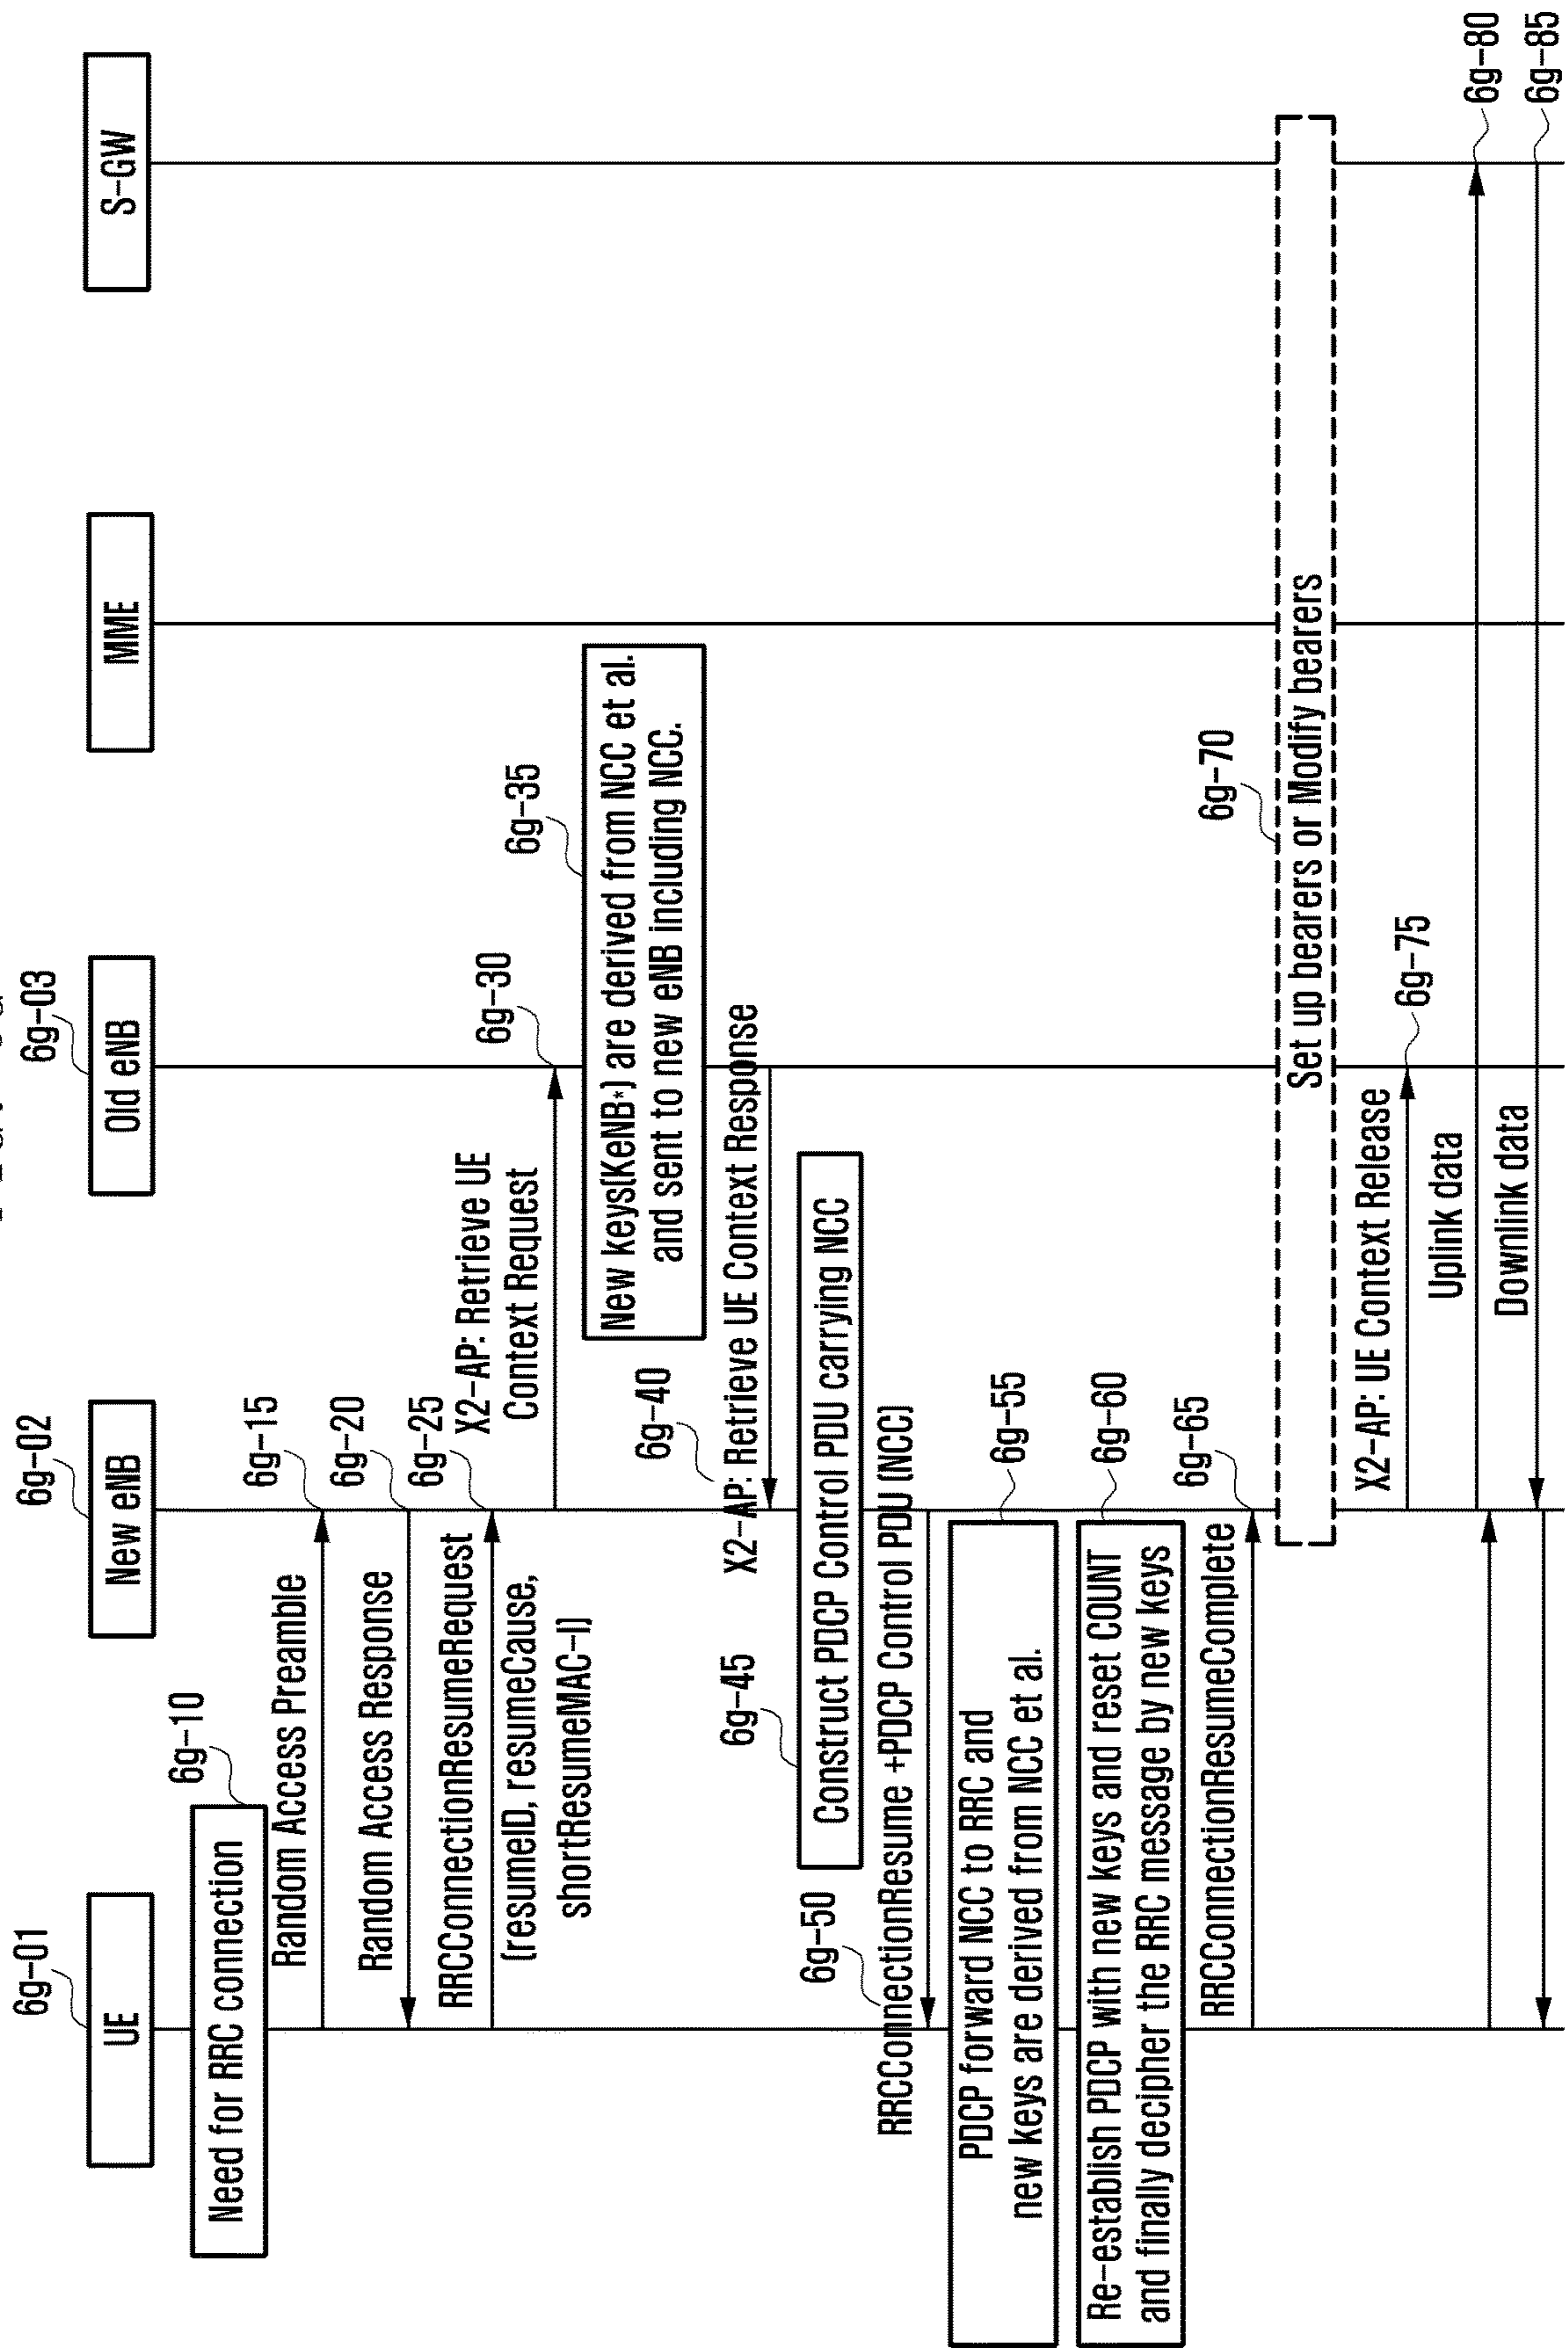 6g-01
6g-02
6g-03
UE
New eNB
Old eNB
MME
S-GW
6g-10
Need for RRC connection
Random Access Preamble
6g-15
Random Access Response
6g-20
RRCConnectionResumeRequest
(resumeID, resumeCause,
shortResumeMAC-I)
6g-25
X2-AP: Retrieve UE
Context Request
6g-30
6g-35
New keys(KeNB*) are derived from NCC et al.
and sent to new eNB including NCC.
6g-40
X2-AP: Retrieve UE Context Response
6g-45
Construct PDCP Control PDU carrying NCC
6g-50
RRCConnectionResume +PDCP Control PDU (NCC)
PDCP forward NCC to RRC and
new keys are derived from NCC et al.
6g-55
Re-establish PDCP with new keys and reset COUNT
and finally decipher the RRC message by new keys
6g-60
RRCConnectionResumeComplete
6g-65
6g-70
Set up bearers or Modify bearers
X2-AP: UE Context Release
6g-75
Uplink data
6g-80
Downlink data
6g-85